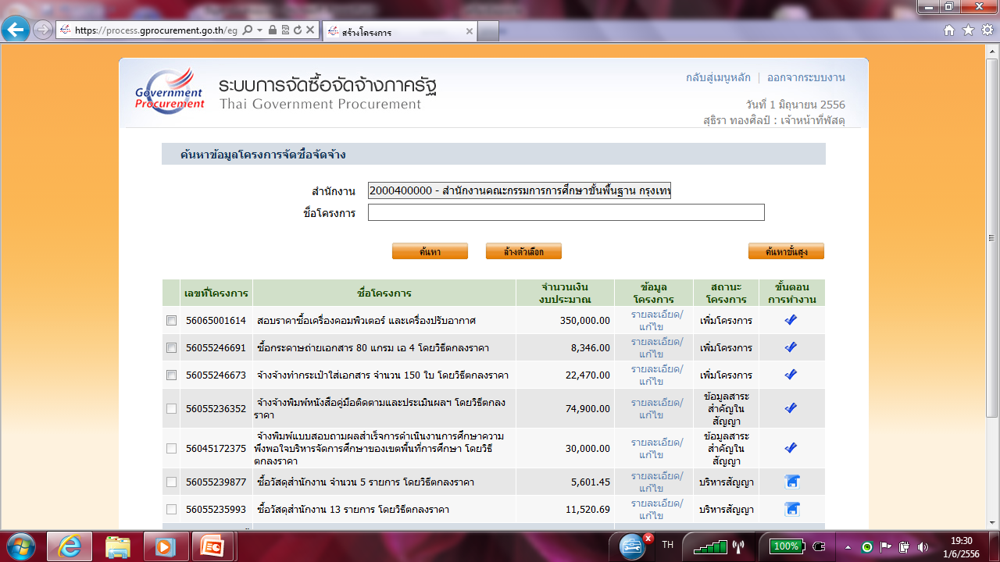 https://process.gprocurement.go.th/eg
สร้างโครงการ
Government
Procurement
ระบบการจัดซื้อจัดจ้างภาครัฐ
Thai Government Procurement
กลับสู่เมนูหลัก | ออกจากระบบงาน
วันที่ 1 มิถุนายน 2556
สุธิรา ทองศิลป์ : เจ้าหน้าที่พัสดุ
ค้นหาข้อมูลโครงการจัดซื้อจัดจ้าง
สำนักงาน 2000400000 - สำนักงานคณะกรรมการการศึกษาขั้นพื้นฐาน กรุงเทพ
ชื่อโครงการ
ค้นหา ล้างตัวเลือก ค้นหาขั้นสูง
เลขที่โครงการ ชื่อโครงการ จำนวนเงิน งบประมาณ ข้อมูล โครงการ สถานะ โครงการ ขั้นตอน การทำงาน
56065001614 สอบราคาซื้อเครื่องคอมพิวเตอร์ และเครื่องปรับอากาศ 350,000.00 รายละเอียด/ แก้ไข เพิ่มโครงการ
56055246691 ซื้อกระดาษถ่ายเอกสาร 80 แกรม เอ 4 โดยวิธีตกลงราคา 8,346.00 รายละเอียด/ แก้ไข เพิ่มโครงการ
56055246673 จ้างจ้างทำกระเป๋าใส่เอกสาร จำนวน 150 ใบ โดยวิธีตกลงราคา 22,470.00 รายละเอียด/ แก้ไข เพิ่มโครงการ
56055236352 จ้างจ้างพิมพ์หนังสือคู่มือติดตามและประเมินผลฯ โดยวิธีตกลง ราคา 74,900.00 รายละเอียด/ แก้ไข ข้อมูลสาระ สำคัญใน สัญญา
56045172375 จ้างพิมพ์แบบสอบถามผลสำเร็จการดำเนินงานการศึกษาความ พึงพอใจบริหารจัดการศึกษาของเขตพื้นที่การศึกษา โดยวิธี ตกลงราคา 30,000.00 รายละเอียด/ แก้ไข ข้อมูลสาระ สำคัญใน สัญญา
56055239877 ซื้อวัสดุสำนักงาน จำนวน 5 รายการ โดยวิธีตกลงราคา 5,601.45 รายละเอียด/ แก้ไข บริหารสัญญา
56055235993 ซื้อวัสดุสำนักงาน 13 รายการ โดยวิธีตกลงราคา 11,520.69 รายละเอียด/ แก้ไข บริหารสัญญา
TH
100%
19:30
1/6/2556